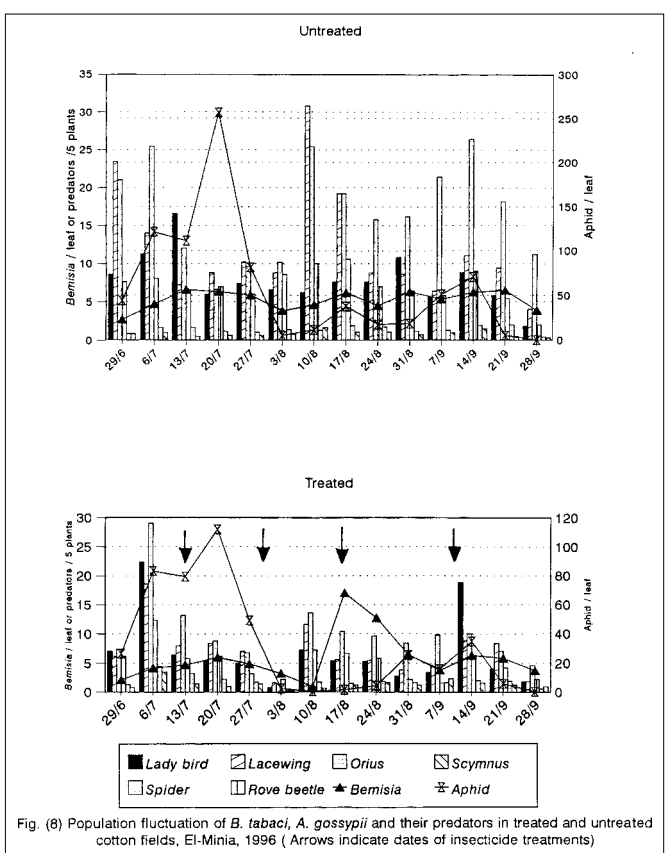 Untreated
Bemisia / leaf or predators /5 plants
35
30
25
20
15
10
5
0
300
250
200
150
100
50
0
Aphid / leaf
29/6 6/7 13/7 20/7 27/7 3/8 10/8 17/8 24/8 31/8 7/9 14/9 21/9 28/9
Treated
Bemisia / leaf or predators / 5 plants
30
25
20
15
10
5
0
120
100
80
60
40
20
0
Aphid / leaf
29/6 6/7 13/7 20/7 27/7 3/8 10/8 17/8 24/8 31/8 7/9 14/9 21/9 28/9
Lady bird Lacewing Orius Scymnus
Spider Rove beetle Bemisia Aphid
Fig. (8) Population fluctuation of B. tabaci, A. gossypii and their predators in treated and untreated
cotton fields, El-Minia, 1996 ( Arrows indicate dates of insecticide treatments)